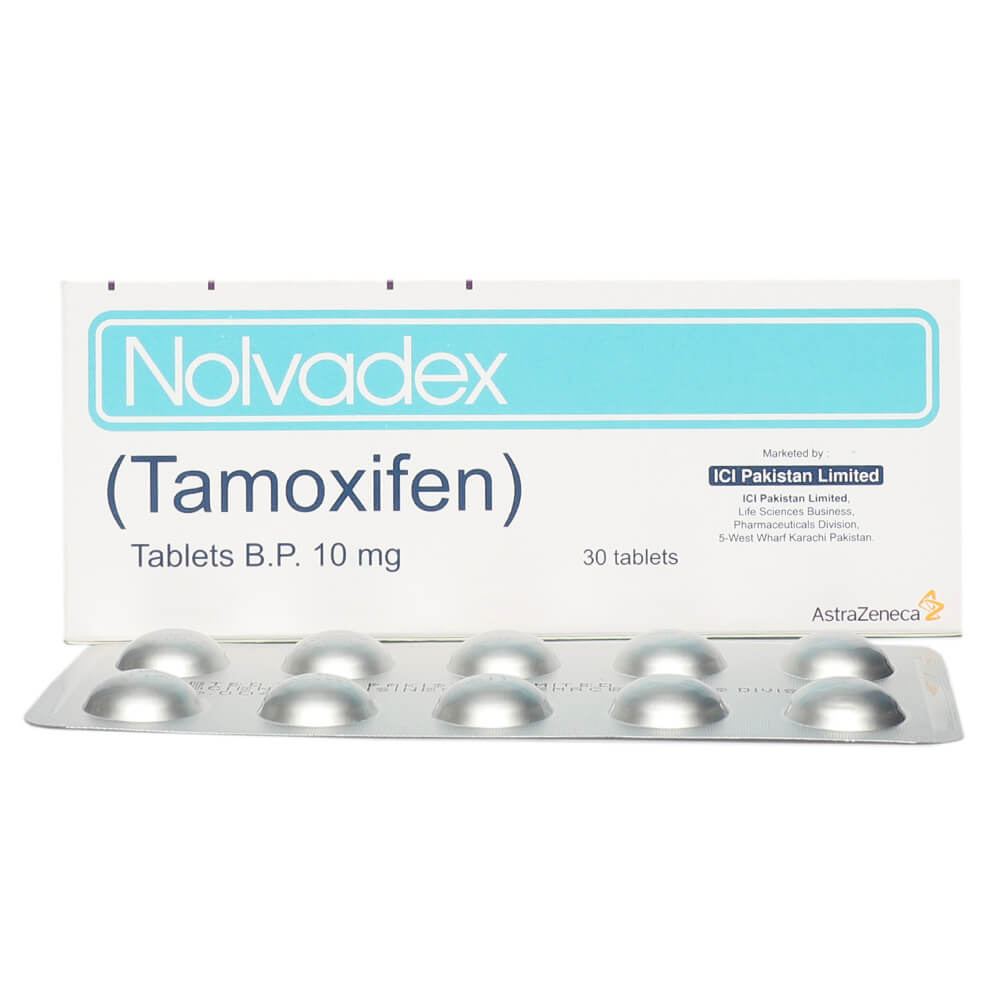 Nolvadex
(Tamoxifen)
Tablets B.P. 10 mg
30 tablets
Marketed by :
ICI Pakistan Limited
ICI Pakistan Limited,
Life Sciences Business,
Pharmaceuticals Division,
5-West Wharf Karachi Pakistan.
AstraZeneca